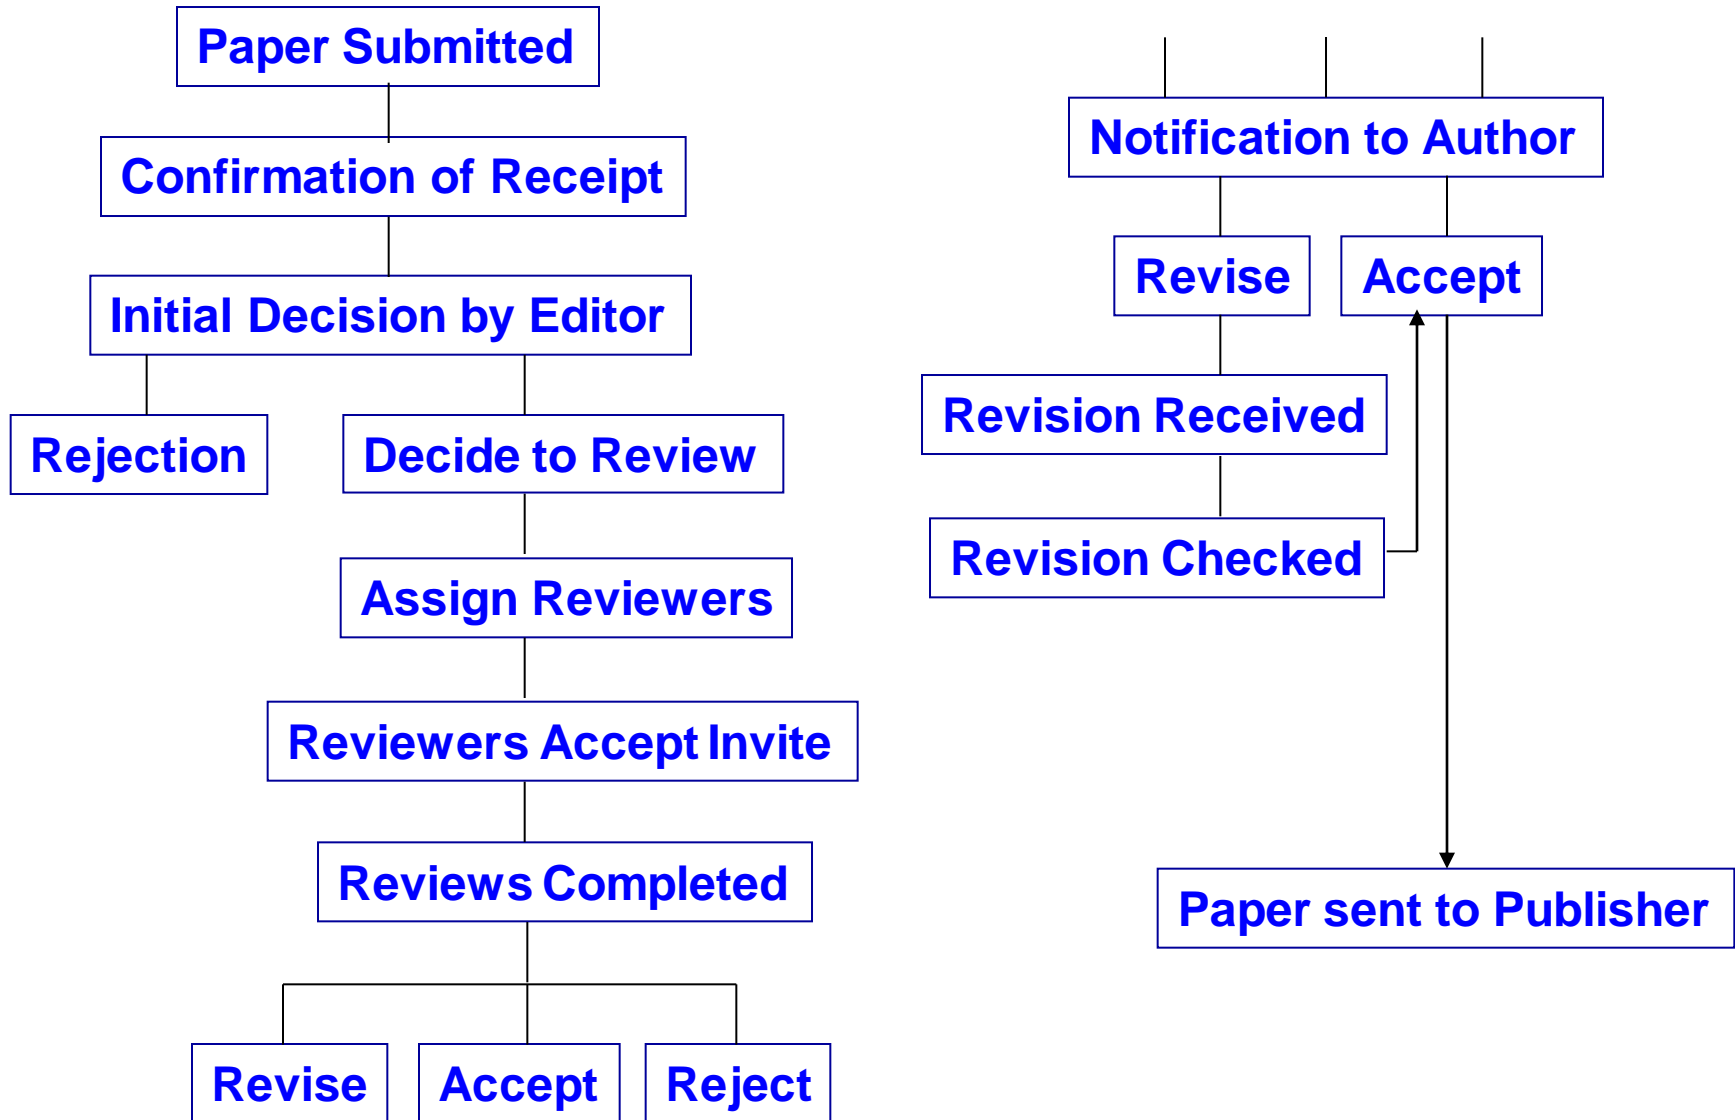 Paper Submitted
Confirmation of Receipt
Initial Decision by Editor
Rejection
Decide to Review
Assign Reviewers
Reviewers Accept Invite
Reviews Completed
Revise
Accept
Reject
Notification to Author
Revise
Accept
Revision Received
Revision Checked
Paper sent to Publisher